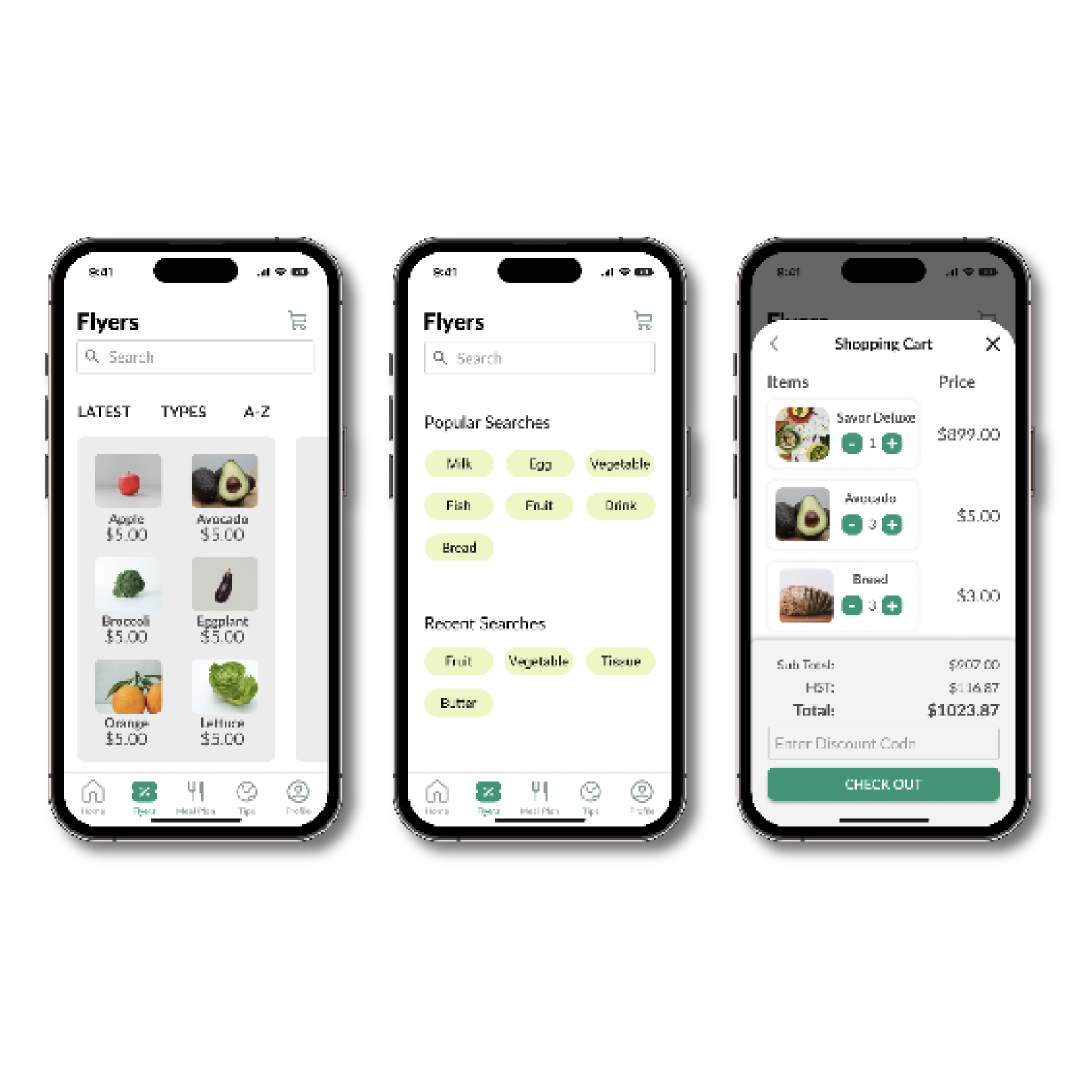 9:41
Flyers
Search
LATEST TYPES A-Z
Apple Avocado
$5.00 $5.00
Broccoli Eggplant
$5.00 $5.00
Orange Lettuce
$5.00 $5.00
Home Flyers Meal Plan Tips Profile
9:41
Flyers
Search
Popular Searches
Milk Egg Vegetable
Fish Fruit Drink
Bread
Recent Searches
Fruit Vegetable Tissue
Butter
Home Flyers Meal Plan Tips Profile
9:41
Flyers
Shopping Cart
Items Price
Savor Deluxe
- 1 + $899.00
Avocado
- 3 + $5.00
Bread
- 3 + $3.00
Sub Total: $907.00
HST: $116.87
Total: $1023.87
Enter Discount Code
CHECK OUT